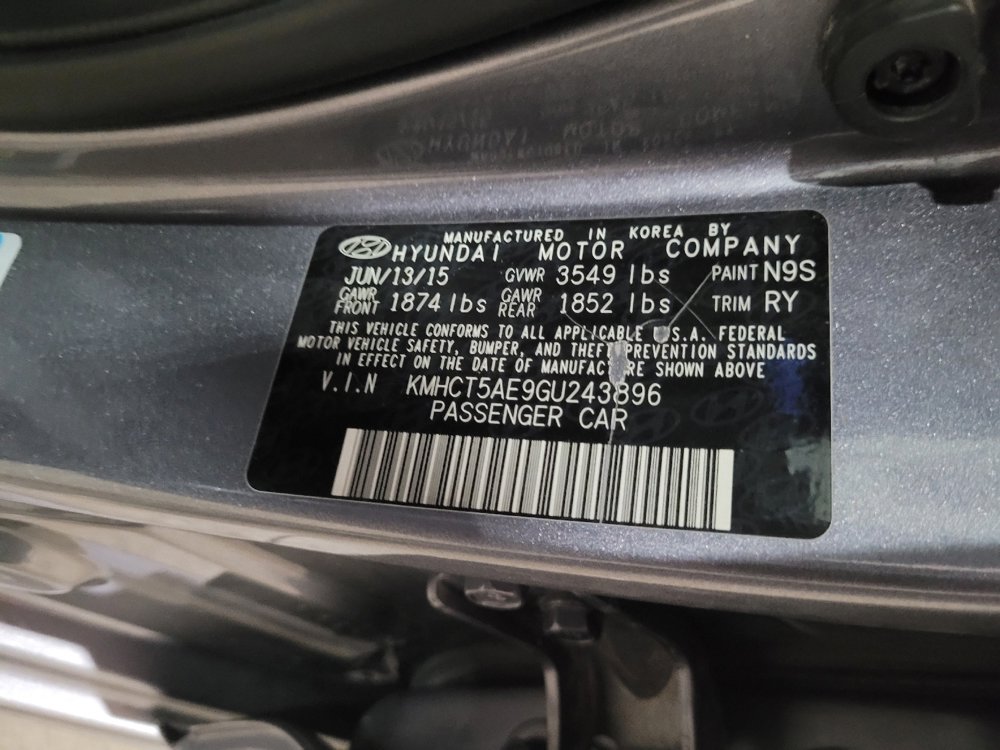 MANUFACTURED IN KOREA BY
HYUNDAI MOTOR COMPANY
JUN/13/15 GVWR 3549 lbs PAINT N9S
GAWR FRONT 1874 lbs GAWR REAR 1852 lbs TRIM RY
THIS VEHICLE CONFORMS TO ALL APPLICABLE U.S.A. FEDERAL
MOTOR VEHICLE SAFETY, BUMPER, AND THEFT PREVENTION STANDARDS
IN EFFECT ON THE DATE OF MANUFACTURE SHOWN ABOVE
V.I.N KMHCT5AE9GU243896
PASSENGER CAR